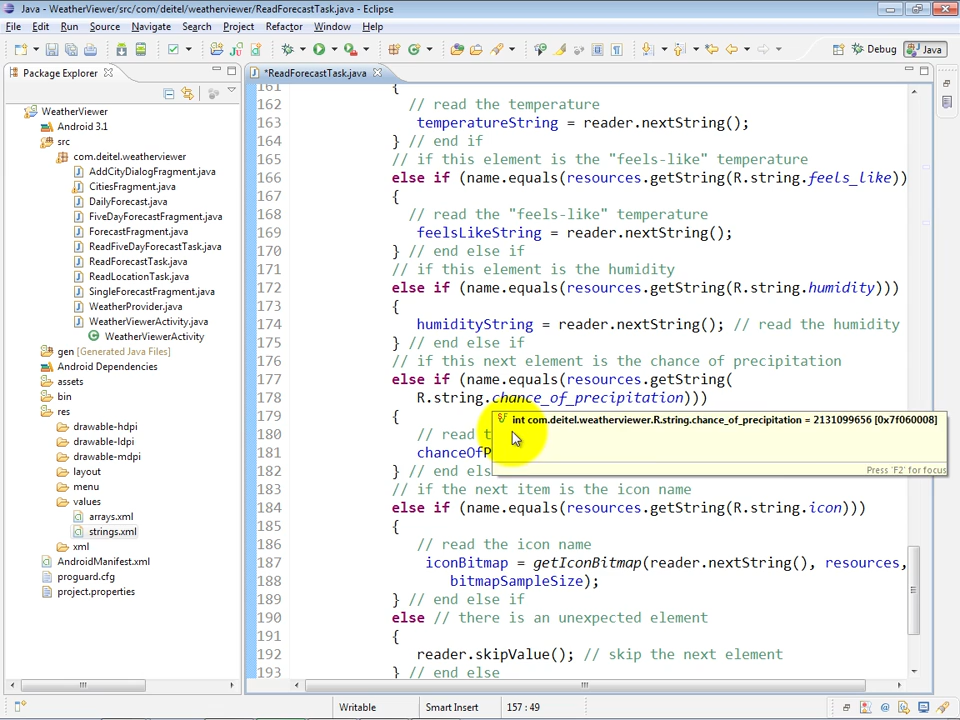 Java - WeatherViewer/src/com/deitel/weatherviewer/ReadForecastTask.java - Eclipse
File Edit Run Source Navigate Search Project Refactor Window Help
Debug Java
Package Explorer
*ReadForecastTask.java
WeatherViewer
Android 3.1
src
com.deitel.weatherviewer
AddCityDialogFragment.java
CitiesFragment.java
DailyForecast.java
FiveDayForecastFragment.java
ForecastFragment.java
ReadFiveDayForecastTask.java
ReadForecastTask.java
ReadLocationTask.java
SingleForecastFragment.java
WeatherProvider.java
WeatherViewerActivity.java
WeatherViewerActivity
gen [Generated Java Files]
Android Dependencies
assets
bin
res
drawable-hdpi
drawable-ldpi
drawable-mdpi
layout
menu
values
arrays.xml
strings.xml
xml
AndroidManifest.xml
proguard.cfg
project.properties
161 {
162 // read the temperature
163 temperatureString = reader.nextString();
164 } // end if
165 // if this element is the "feels-like" temperature
166 else if (name.equals(resources.getString(R.string.feels_like))
167 {
168 // read the "feels-like" temperature
169 feelsLikeString = reader.nextString();
170 } // end else if
171 // if this element is the humidity
172 else if (name.equals(resources.getString(R.string.humidity)))
173 {
174 humidityString = reader.nextString(); // read the humidity
175 } // end else if
176 // if this next element is the chance of precipitation
177 else if (name.equals(resources.getString(
178 R.string.chance_of_precipitation)))
179 {
int com.deitel.weatherviewer.R.string.chance_of_precipitation = 2131099656 [0x7f060008]
180 // read t
181 chanceOfP
Press 'F2' for focus
182 } // end els
183 // if the next item is the icon name
184 else if (name.equals(resources.getString(R.string.icon)))
185 {
186 // read the icon name
187 iconBitmap = getIconBitmap(reader.nextString(), resources,
188 bitmapSampleSize);
189 } // end else if
190 else // there is an unexpected element
191 {
192 reader.skipValue(); // skip the next element
193 } // end else
Writable Smart Insert 157 : 49